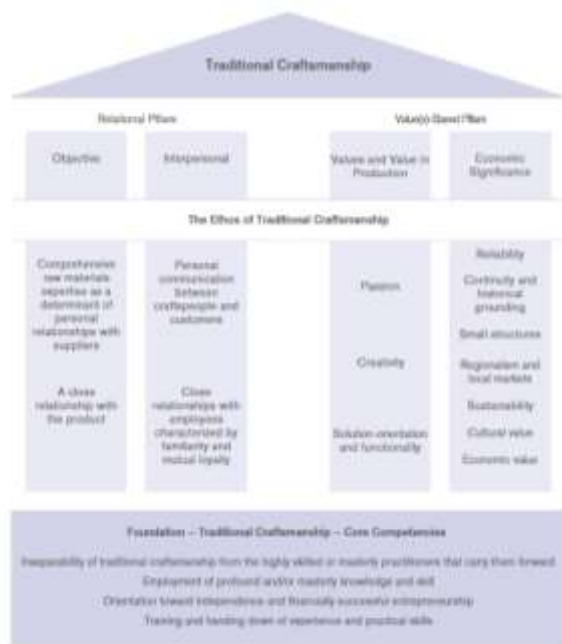 Traditional Craftsmanship
Relational Pillars
Value(s)-Based Pillars
Objective
Interpersonal
Values and Value in
Production
Economic
Significance
The Ethos of Traditional Craftsmanship
Comprehensive
raw materials
expertise as a
determinant of
personal
relationships with
suppliers
A close
relationship with
the product
Personal
communication
between
craftspeople and
customers
Close
relationships with
employees
characterized by
familiarity and
mutual loyalty
Passion
Creativity
Solution-orientation
and functionality
Reliability
Continuity and
historical
grounding
Small structures
Regionalism and
local markets
Sustainability
Cultural value
Economic value
Foundation – Traditional Craftsmanship – Core Competencies
Inseparability of traditional craftsmanship from the highly skilled or masterly practitioners that carry them forward
Employment of profound and/or masterly knowledge and skill
Orientation toward independence and financially successful entrepreneurship
Training and handing down of experience and practical skills